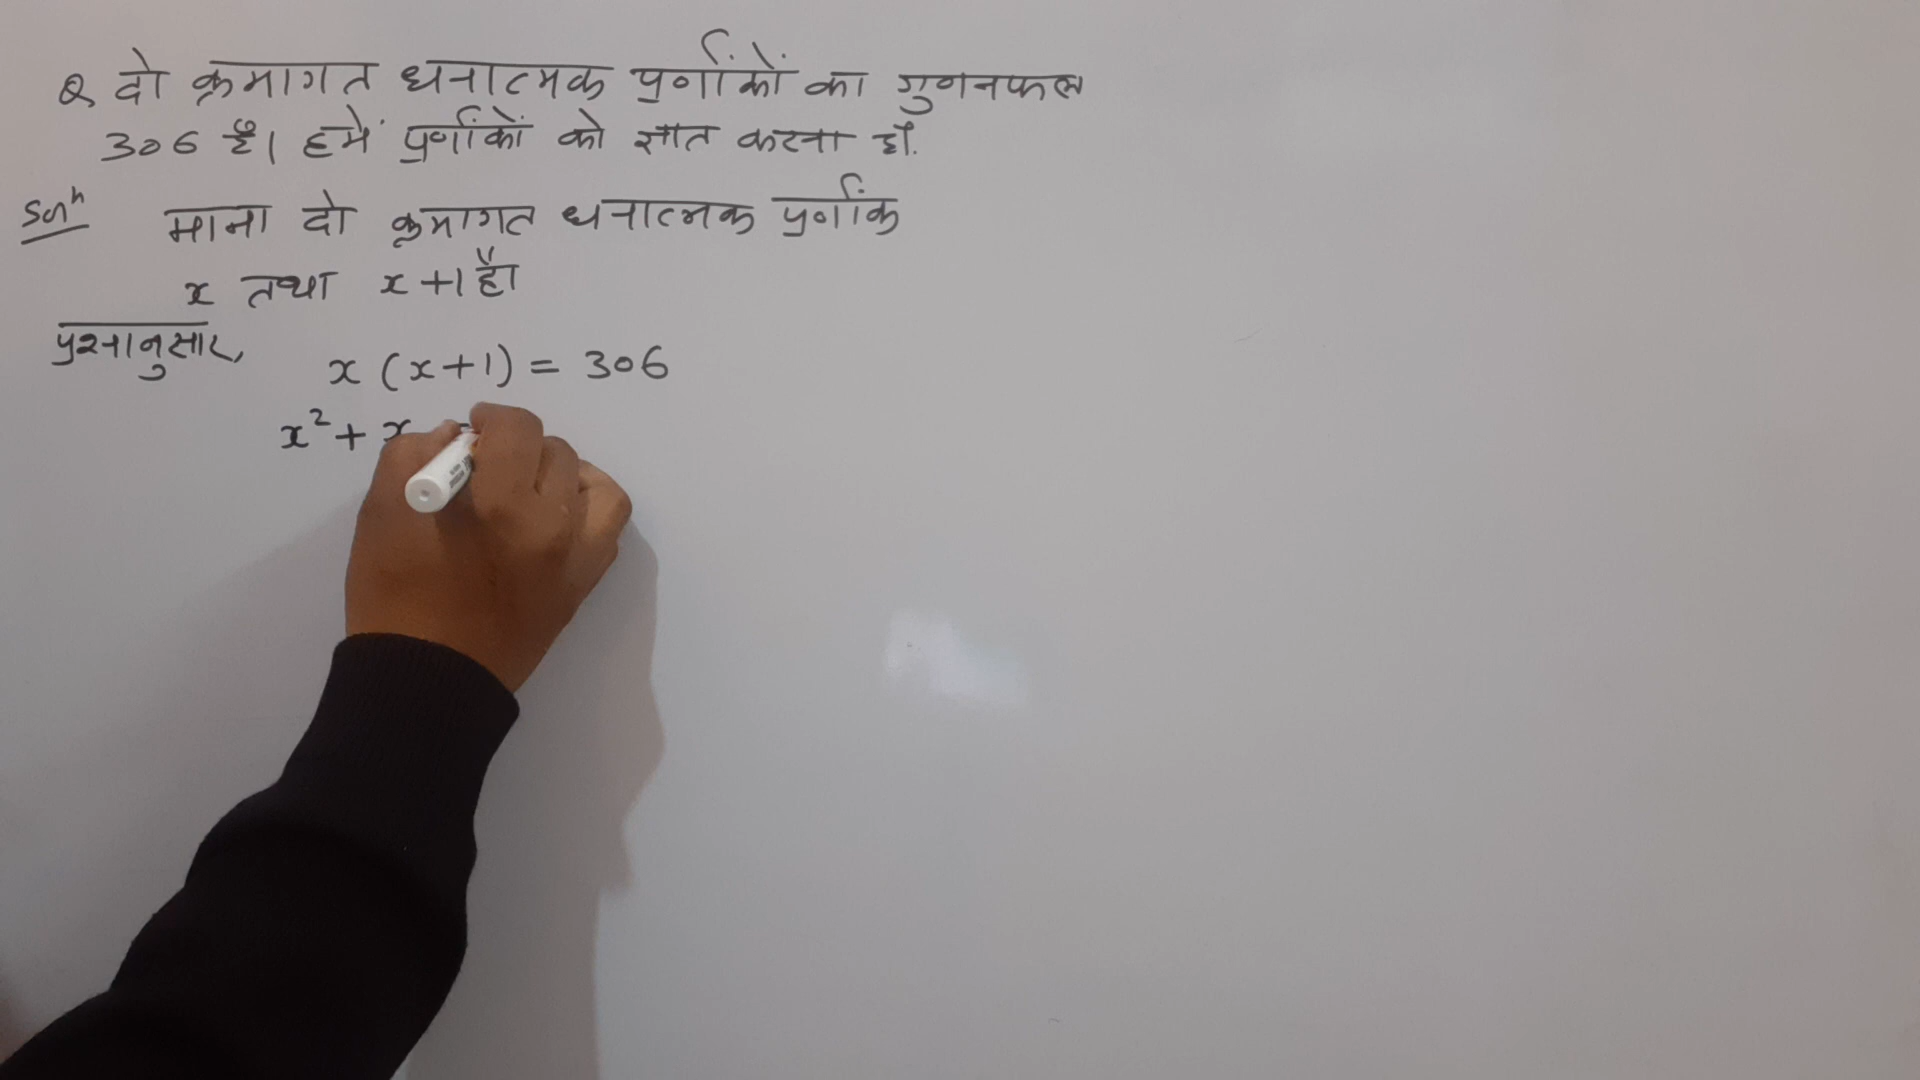 Q. दो क्रमागत धनात्मक पूर्णांकों का गुणनफल
306 है। हमें पूर्णांकों को ज्ञात करना हैं.
Solⁿ माना दो क्रमागत धनात्मक पूर्णांक
x तथा x+1 है।
प्रश्नानुसार,
x (x+1) = 306
x² + x